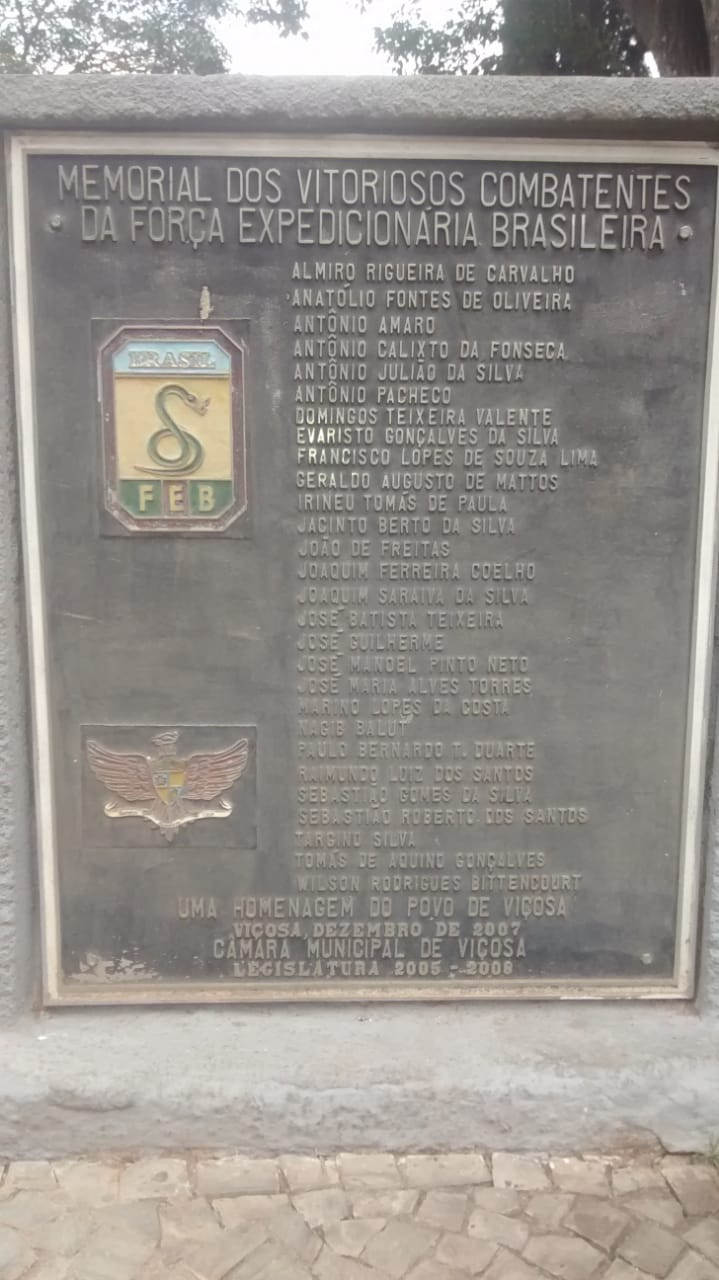 MEMORIAL DOS VITORIOSOS COMBATENTES
DA FORÇA EXPEDICIONÁRIA BRASILEIRA
BRASIL
FEB
ALMIRO RIGUEIRA DE CARVALHO
ANATÓLIO FONTES DE OLIVEIRA
ANTÔNIO AMARO
ANTÔNIO CALIXTO DA FONSECA
ANTÔNIO JULIÃO DA SILVA
ANTÔNIO PACHECO
DOMINGOS TEIXEIRA VALENTE
EVARISTO GONÇALVES DA SILVA
FRANCISCO LOPES DE SOUZA LIMA
GERALDO AUGUSTO DE MATTOS
IRINEU TOMÁS DE PAULA
JACINTO BERTO DA SILVA
JOÃO DE FREITAS
JOAQUIM FERREIRA COELHO
JOAQUIM SARAIVA DA SILVA
JOSÉ BATISTA TEIXEIRA
JOSÉ GUILHERME
JOSÉ MANOEL PINTO NETO
JOSÉ MARIA ALVES TORRES
MARINO LOPES DA COSTA
NAGIB BALUT
PAULO BERNARDO T. DUARTE
RAIMUNDO LUIZ DOS SANTOS
SEBASTIÃO GOMES DA SILVA
SEBASTIÃO ROBERTO DOS SANTOS
TARGINO SILVA
TOMÁS DE AQUINO GONÇALVES
WILSON RODRIGUES BITTENCOURT
UMA HOMENAGEM DO POVO DE VIÇOSA
VIÇOSA, DEZEMBRO DE 2007
CÂMARA MUNICIPAL DE VIÇOSA
LEGISLATURA 2005 - 2008